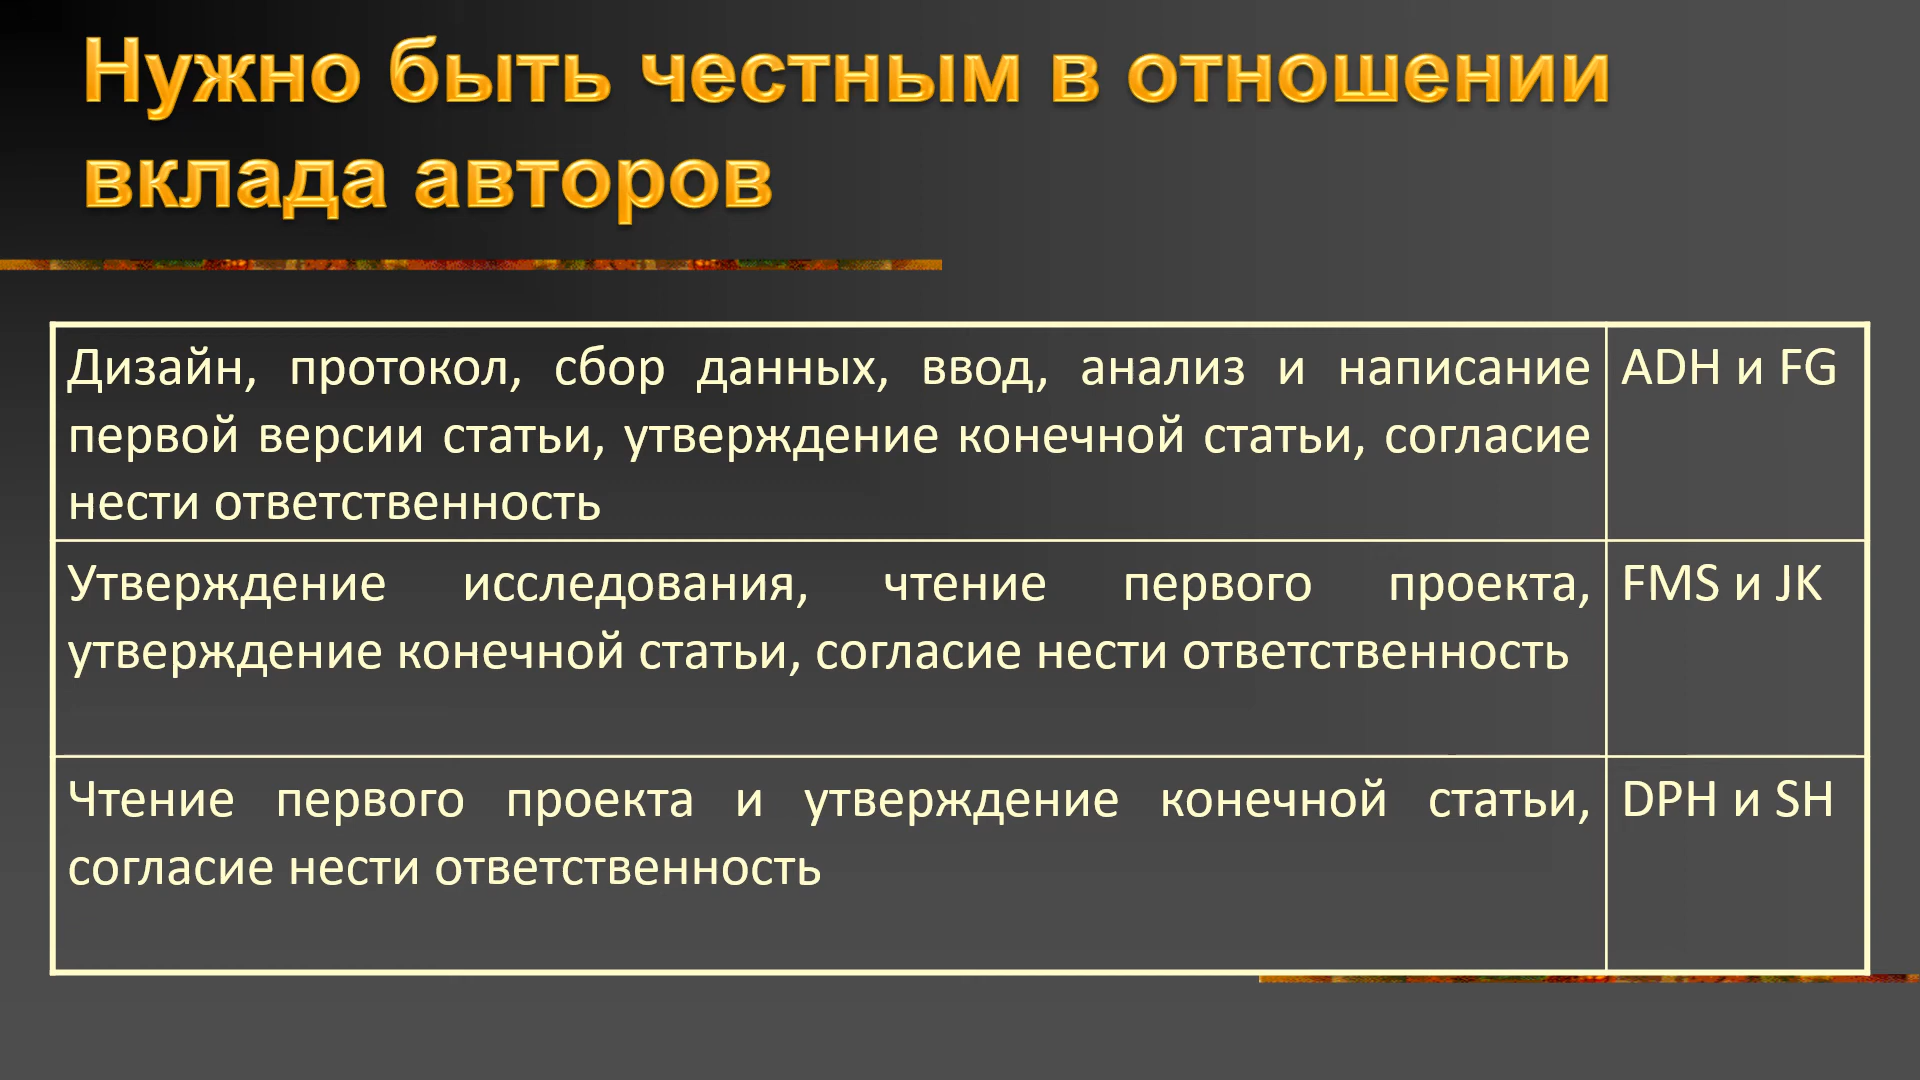 Нужно быть честным в отношении
вклада авторов
Дизайн, протокол, сбор данных, ввод, анализ и написание
первой версии статьи, утверждение конечной статьи, согласие
нести ответственность
ADH и FG
Утверждение исследования, чтение первого проекта,
утверждение конечной статьи, согласие нести ответственность
FMS и JK
Чтение первого проекта и утверждение конечной статьи,
согласие нести ответственность
DPH и SH